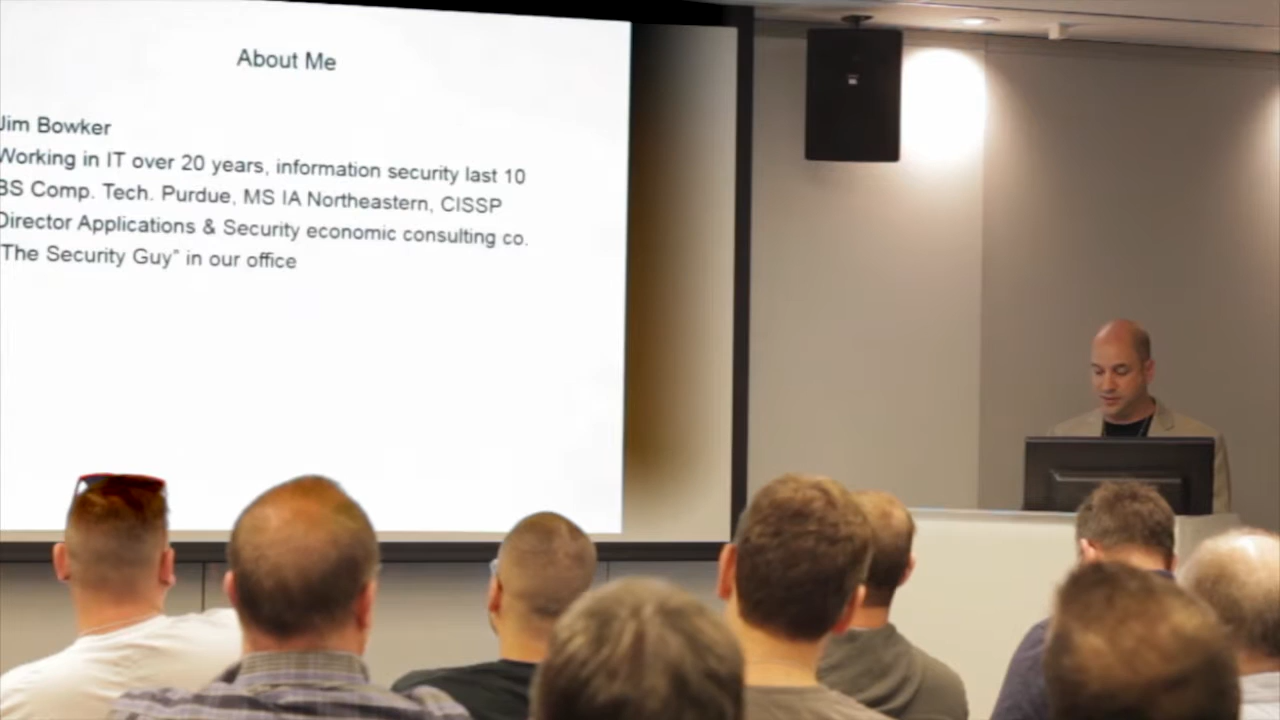 About Me
Jim Bowker
Working in IT over 20 years, information security last 10
BS Comp. Tech. Purdue, MS IA Northeastern, CISSP
Director Applications & Security economic consulting co.
"The Security Guy" in our office